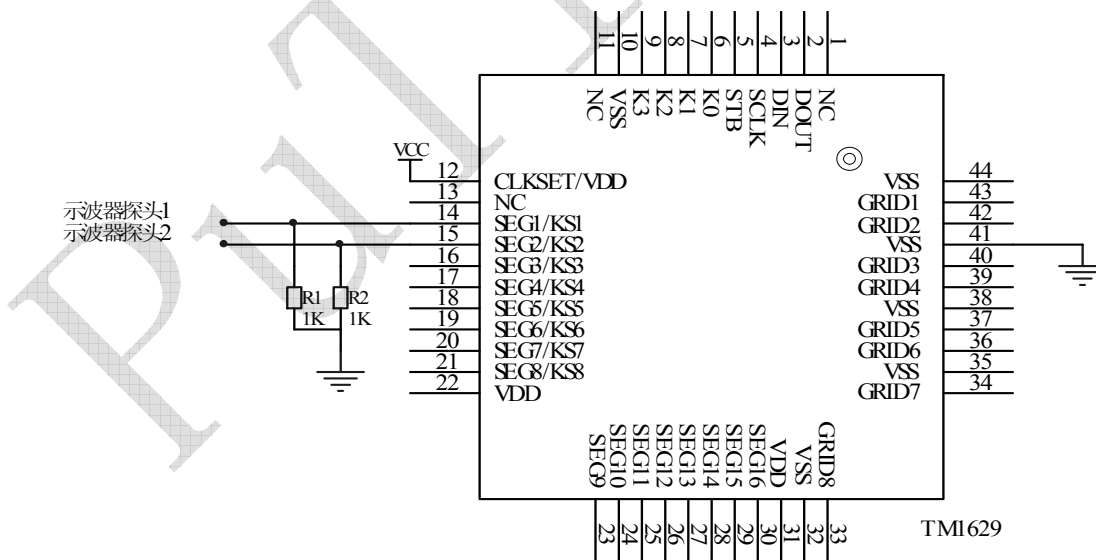 11 10 9 8 7 6 5 4 3 2 1
NC VSS K3 K2 K1 K0 STB SCLK DIN DOUT NC
VCC
12 CLKSET/VDD
13 NC
14 SEG1/KS1
15 SEG2/KS2
16 SEG3/KS3
17 SEG4/KS4
18 SEG5/KS5
19 SEG6/KS6
20 SEG7/KS7
21 SEG8/KS8
22 VDD
示波器探头1
示波器探头2
R1
1K
R2
1K
VSS 44
GRID1 43
GRID2 42
VSS 41
GRID3 40
GRID4 39
VSS 38
GRID5 37
GRID6 36
VSS 35
GRID7 34
SEG9 SEG10 SEG11 SEG12 SEG13 SEG14 SEG15 SEG16 VDD VSS GRID8
23 24 25 26 27 28 29 30 31 32 33
TM1629